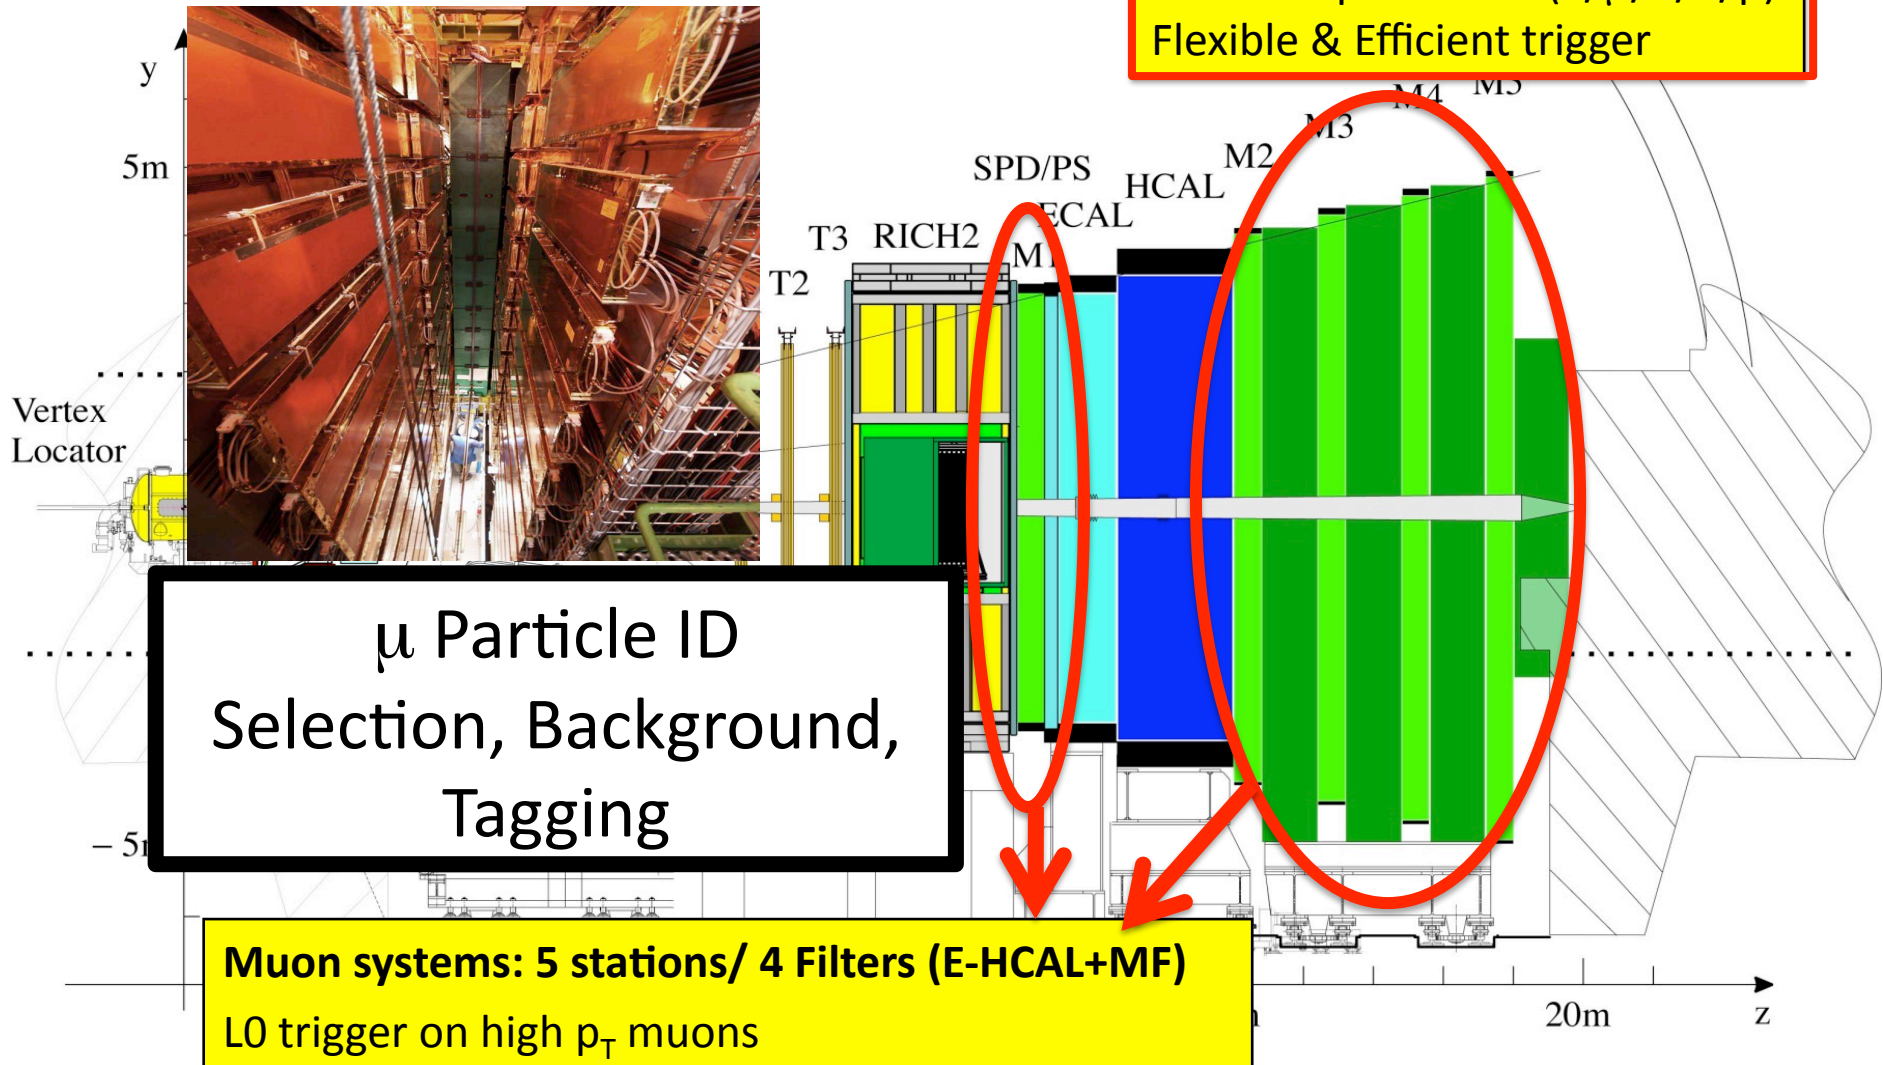 Flexible & Efficient trigger
y
5m
M5
M4
M3
M2
SPD/PS
HCAL
ECAL
T3 RICH2
M1
T2
Vertex
Locator
μ Particle ID
Selection, Background,
Tagging
Muon systems: 5 stations/ 4 Filters (E-HCAL+MF)
L0 trigger on high pT muons
20m
z